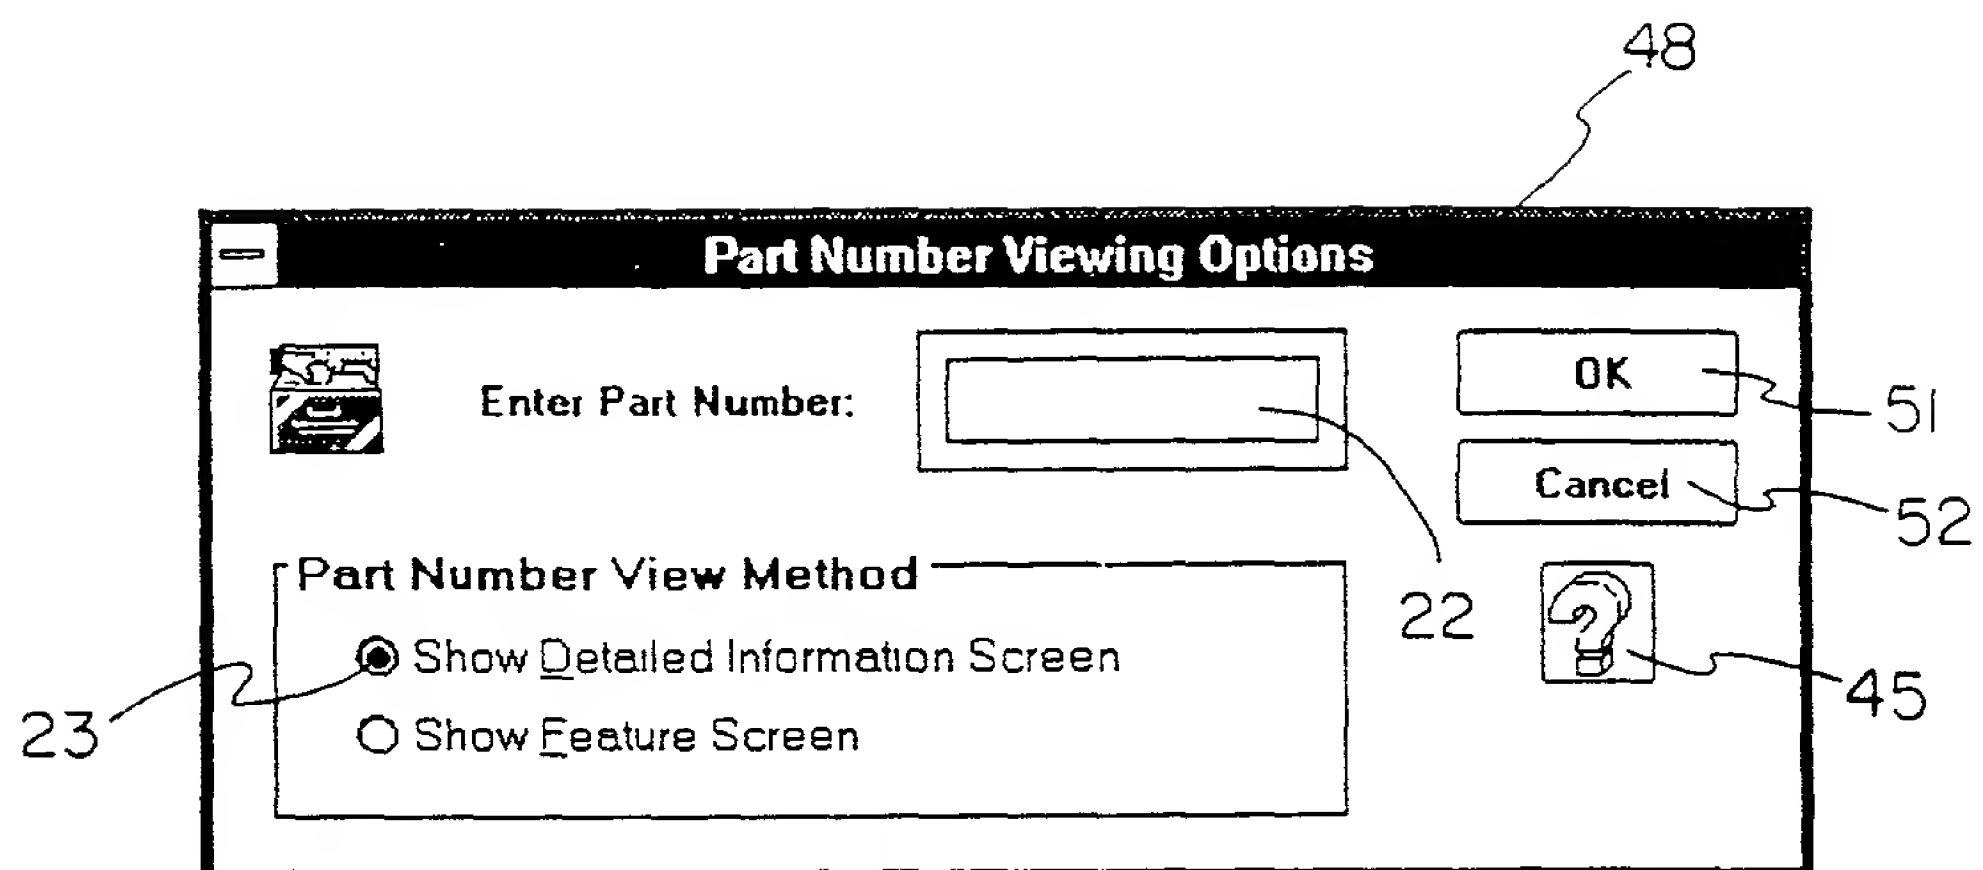 48
Part Number Viewing Options
Enter Part Number:
OK
51
Cancel
52
Part Number View Method
22
Show Detailed Information Screen
45
23
Show Feature Screen